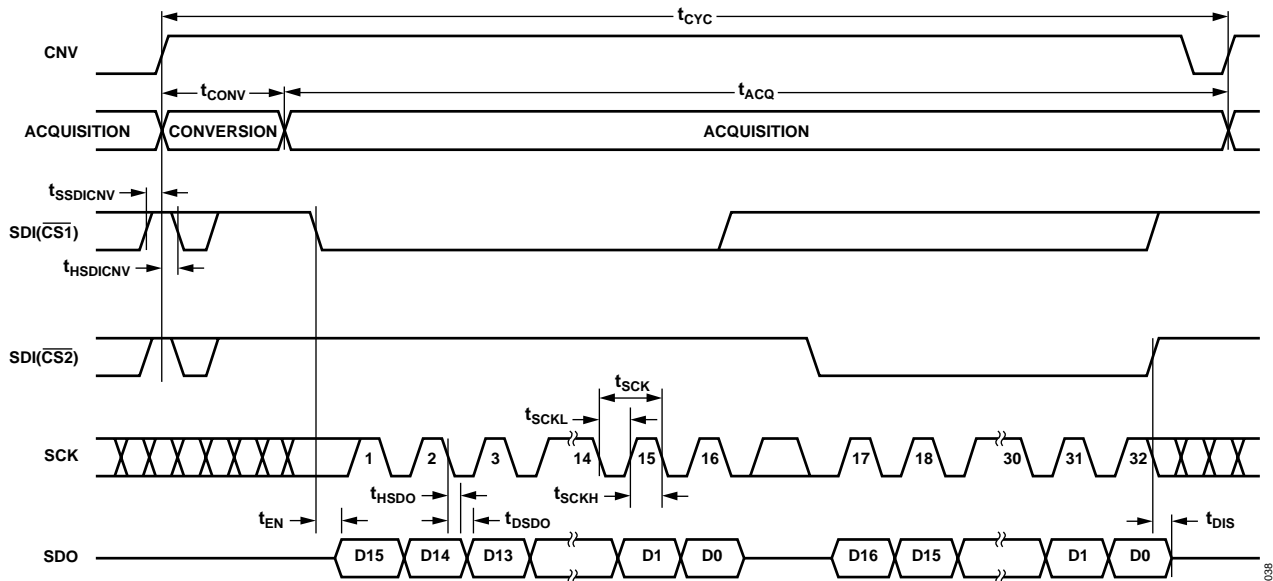 tCYC
CNV
tCONV
tACQ
ACQUISITION
CONVERSION
ACQUISITION
tSSDICNV
SDI(CS1)
tHSDICNV
SDI(CS2)
tSCK
tSCKL
SCK
1 2 3 14 15 16 17 18 30 31 32
tHSDO
tSCKH
tEN
tDSDO
tDIS
SDO
D15 D14 D13 D1 D0 D16 D15 D1 D0
038